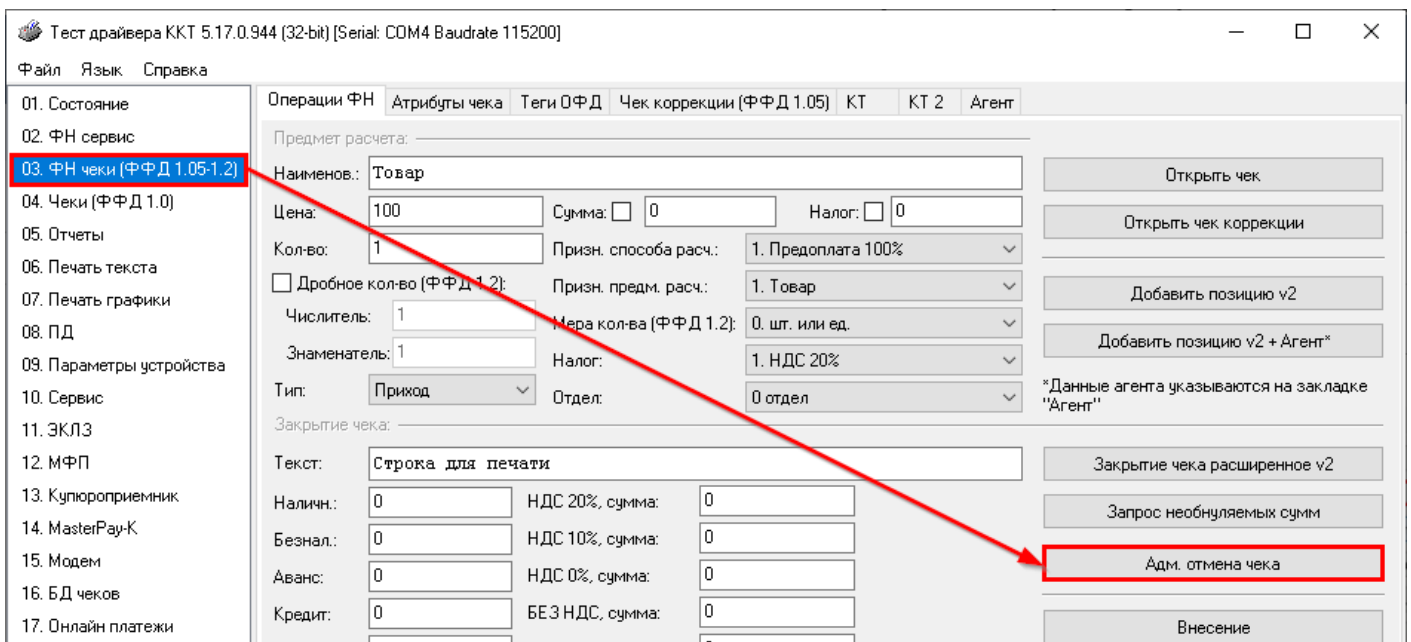 Тест драйвера ККТ 5.17.0.944 (32-bit) [Serial: COM4 Baudrate 115200]
Файл Язык Справка
01. Состояние
02. ФН сервис
03. ФН чеки (ФФД 1.05-1.2)
04. Чеки (ФФД 1.0)
05. Отчеты
06. Печать текста
07. Печать графики
08. ПД
09. Параметры устройства
10. Сервис
11. ЭКЛЗ
12. МФП
13. Купюроприемник
14. MasterPay-K
15. Модем
16. БД чеков
17. Онлайн платежи
Операции ФН Атрибуты чека Теги ОФД Чек коррекции (ФФД 1.05) КТ КТ 2 Агент
Предмет расчета:
Наименов.: Товар
Цена: 100 Сумма: 0 Налог: 0
Кол-во: 1 Призн. способа расч.: 1. Предоплата 100%
Дробное кол-во (ФФД 1.2): Призн. предм. расч.: 1. Товар
Числитель: 1 Мера кол-ва (ФФД 1.2): 0. шт. или ед.
Знаменатель: 1 Налог: 1. НДС 20%
Тип: Приход Отдел: 0 отдел
Закрытие чека:
Текст: Строка для печати
Наличн.: 0 НДС 20%, сумма: 0
Безнал.: 0 НДС 10%, сумма: 0
Аванс: 0 НДС 0%, сумма: 0
Кредит: 0 БЕЗ НДС, сумма: 0
Открыть чек
Открыть чек коррекции
Добавить позицию v2
Добавить позицию v2 + Агент*
*Данные агента указываются на закладке
"Агент"
Закрытие чека расширенное v2
Запрос необнуляемых сумм
Адм. отмена чека
Внесение